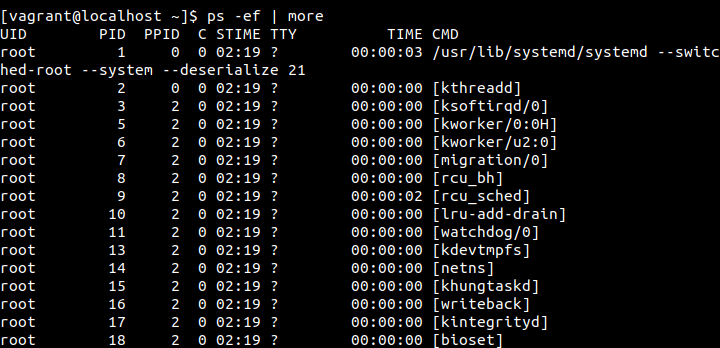 [vagrant@localhost ~]$ ps -ef | more
UID        PID  PPID  C STIME TTY          TIME CMD
root         1     0  0 02:19 ?        00:00:03 /usr/lib/systemd/systemd --switc
hed-root --system --deserialize 21
root         2     0  0 02:19 ?        00:00:00 [kthreadd]
root         3     2  0 02:19 ?        00:00:00 [ksoftirqd/0]
root         5     2  0 02:19 ?        00:00:00 [kworker/0:0H]
root         6     2  0 02:19 ?        00:00:00 [kworker/u2:0]
root         7     2  0 02:19 ?        00:00:00 [migration/0]
root         8     2  0 02:19 ?        00:00:00 [rcu_bh]
root         9     2  0 02:19 ?        00:00:02 [rcu_sched]
root        10     2  0 02:19 ?        00:00:00 [lru-add-drain]
root        11     2  0 02:19 ?        00:00:00 [watchdog/0]
root        13     2  0 02:19 ?        00:00:00 [kdevtmpfs]
root        14     2  0 02:19 ?        00:00:00 [netns]
root        15     2  0 02:19 ?        00:00:00 [khungtaskd]
root        16     2  0 02:19 ?        00:00:00 [writeback]
root        17     2  0 02:19 ?        00:00:00 [kintegrityd]
root        18     2  0 02:19 ?        00:00:00 [bioset]